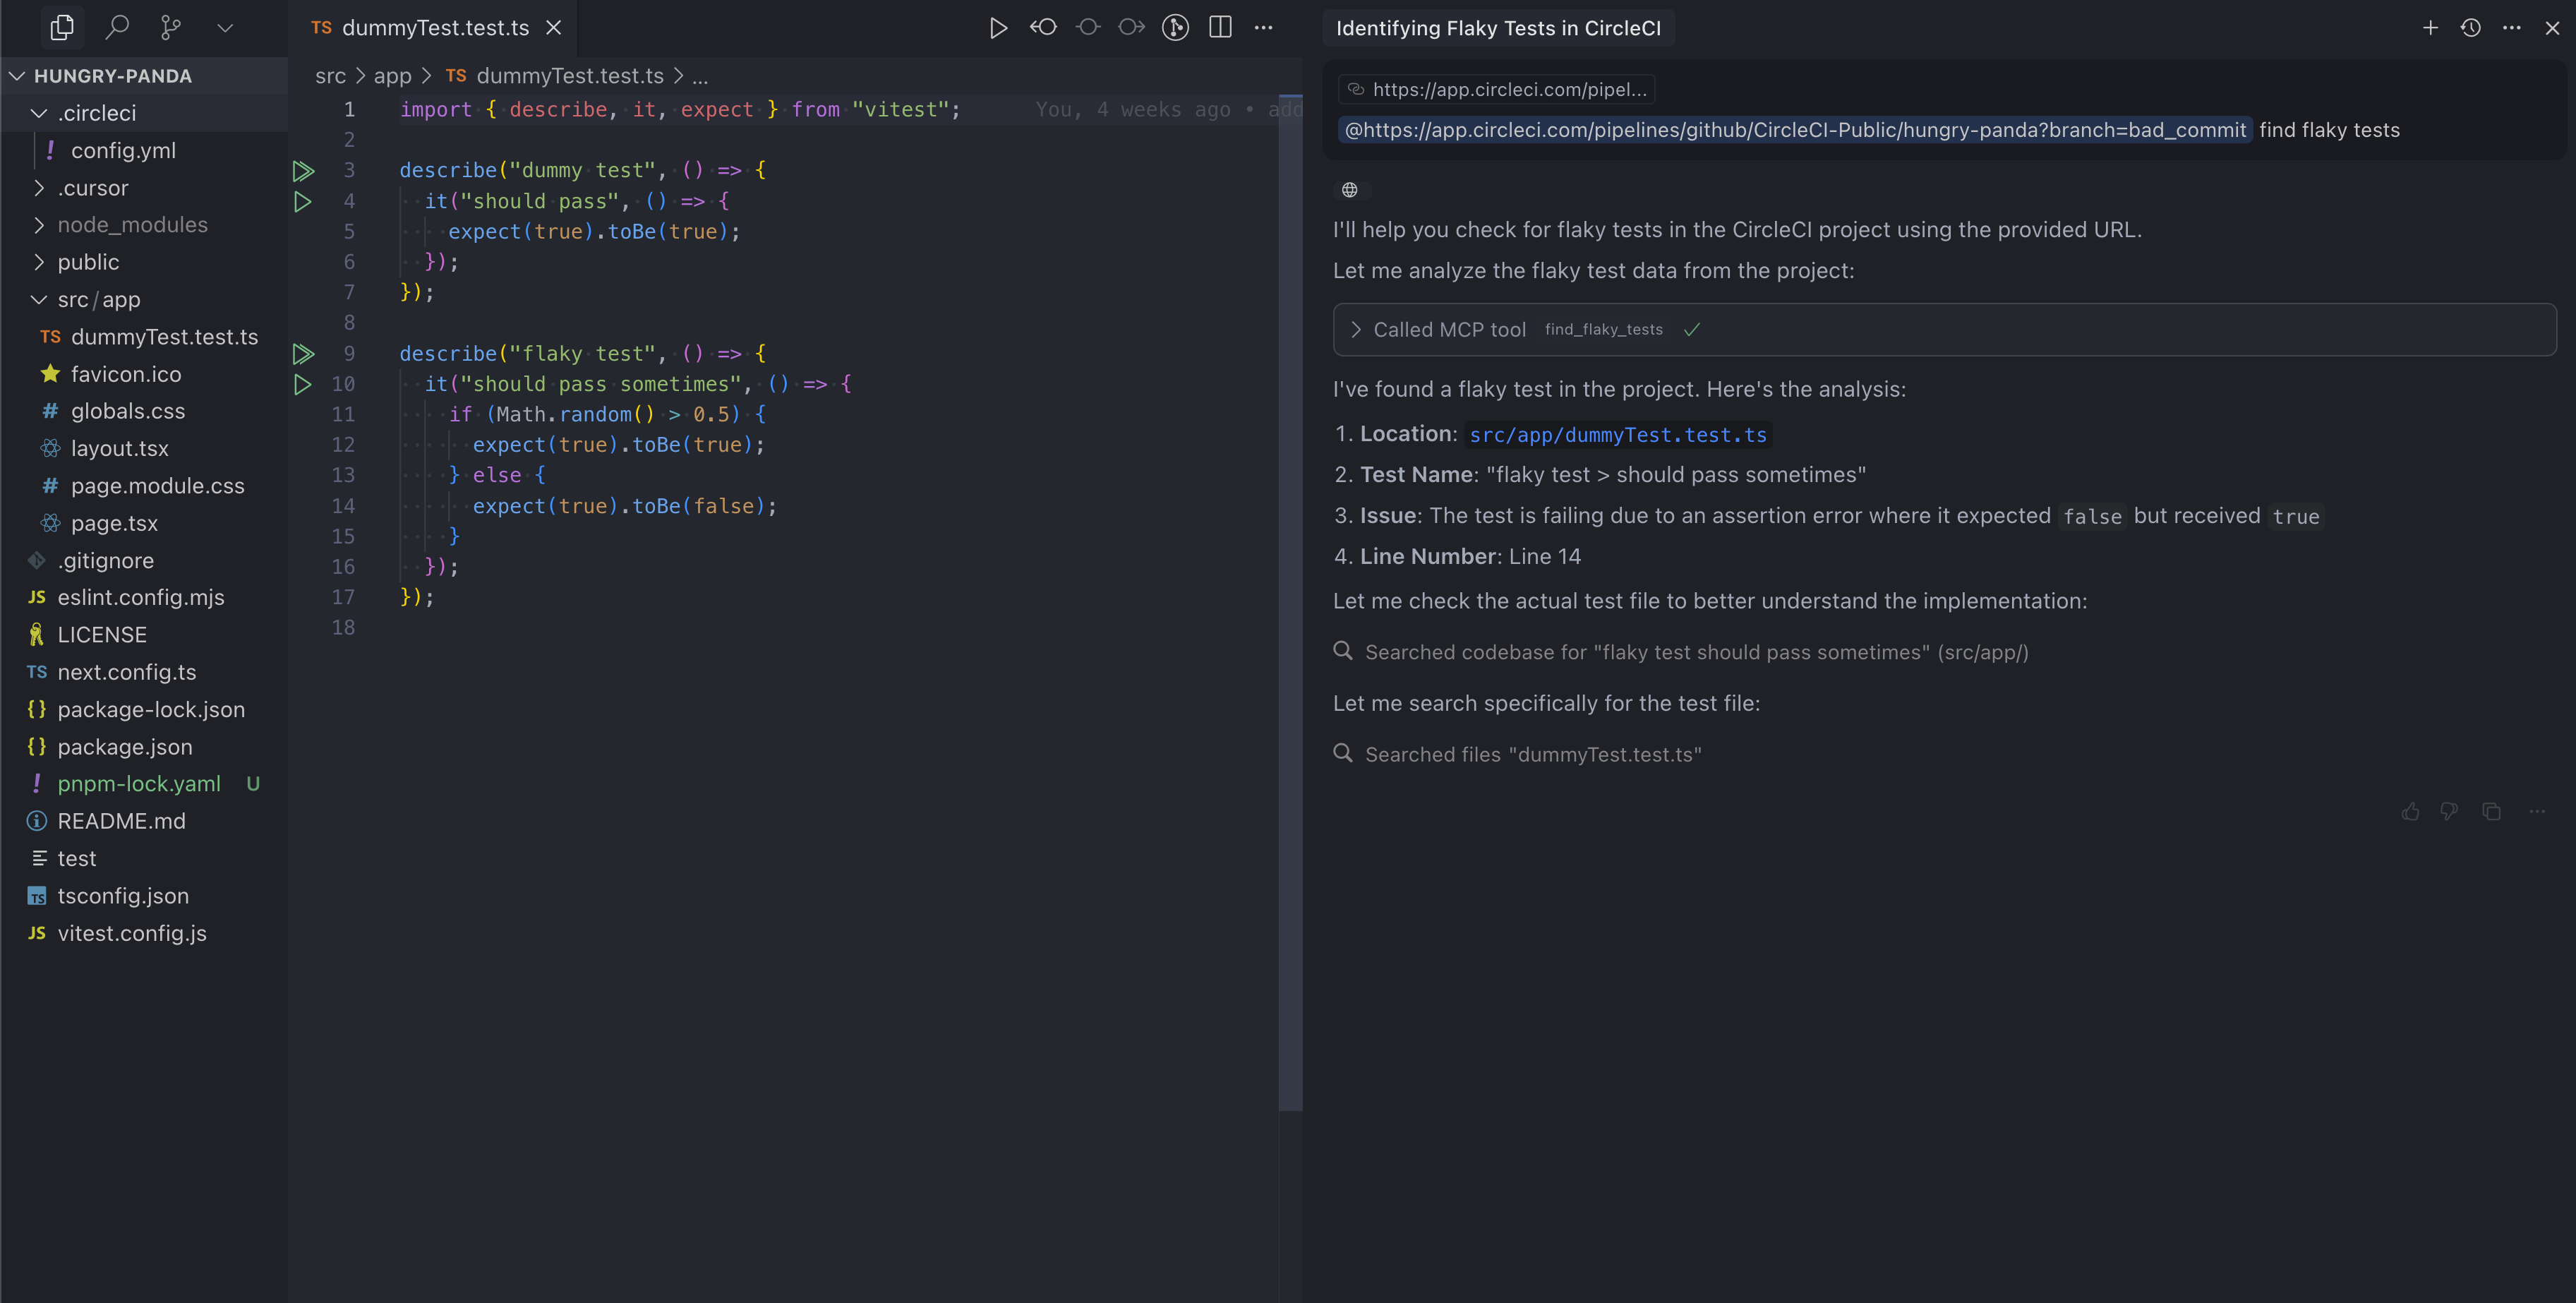 HUNGRY-PANDA
.circleci
! config.yml
.cursor
node_modules
public
src/app
TS dummyTest.test.ts
favicon.ico
# globals.css
layout.tsx
# page.module.css
page.tsx
.gitignore
JS eslint.config.mjs
LICENSE
TS next.config.ts
{} package-lock.json
{} package.json
! pnpm-lock.yaml U
README.md
test
TS tsconfig.json
JS vitest.config.js
TS dummyTest.test.ts
src > app > TS dummyTest.test.ts > ...
1 import { describe, it, expect } from "vitest"; You, 4 weeks ago • add
2
3 describe("dummy test", () => {
4 it("should pass", () => {
5 expect(true).toBe(true);
6 });
7 });
8
9 describe("flaky test", () => {
10 it("should pass sometimes", () => {
11 if (Math.random() > 0.5) {
12 expect(true).toBe(true);
13 } else {
14 expect(true).toBe(false);
15 }
16 });
17 });
18
Identifying Flaky Tests in CircleCI
https://app.circleci.com/pipel...
@https://app.circleci.com/pipelines/github/CircleCI-Public/hungry-panda?branch=bad_commit find flaky tests
I'll help you check for flaky tests in the CircleCI project using the provided URL.
Let me analyze the flaky test data from the project:
Called MCP tool find_flaky_tests
I've found a flaky test in the project. Here's the analysis:
1. Location: src/app/dummyTest.test.ts
2. Test Name: "flaky test > should pass sometimes"
3. Issue: The test is failing due to an assertion error where it expected false but received true
4. Line Number: Line 14
Let me check the actual test file to better understand the implementation:
Searched codebase for "flaky test should pass sometimes" (src/app/)
Let me search specifically for the test file:
Searched files "dummyTest.test.ts"